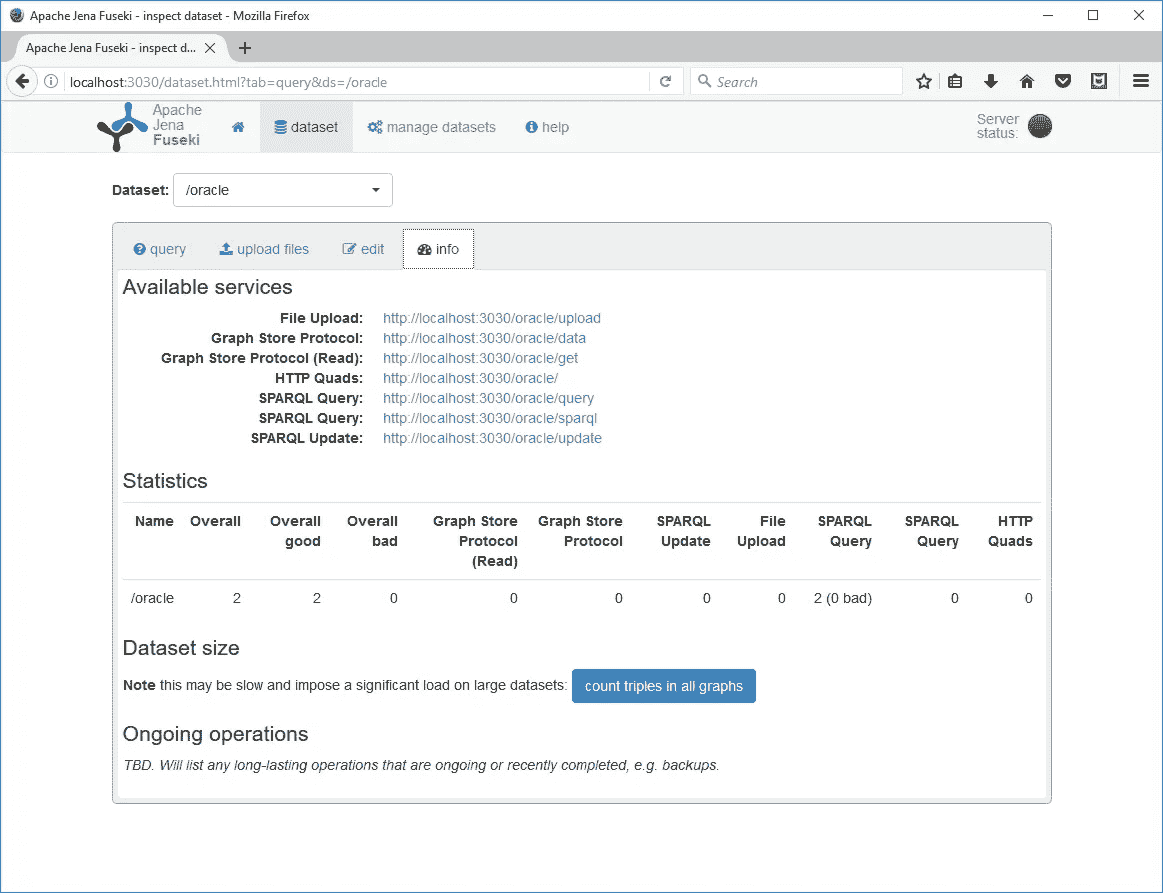 Apache Jena Fuseki - inspect dataset - Mozilla Firefox
Apache Jena Fuseki - inspect d...
localhost:3030/dataset.html?tab=query&ds=/oracle
Search
Apache
Jena
Fuseki
dataset
manage datasets
help
Server
status:
Dataset: /oracle
query upload files edit info
Available services
File Upload: http://localhost:3030/oracle/upload
Graph Store Protocol: http://localhost:3030/oracle/data
Graph Store Protocol (Read): http://localhost:3030/oracle/get
HTTP Quads: http://localhost:3030/oracle/
SPARQL Query: http://localhost:3030/oracle/query
SPARQL Query: http://localhost:3030/oracle/sparql
SPARQL Update: http://localhost:3030/oracle/update
Statistics
Name Overall Overall Overall Graph Store Graph Store SPARQL File SPARQL SPARQL HTTP
good bad Protocol Protocol Update Upload Query Query Quads
(Read)
/oracle 2 2 0 0 0 0 0 2 (0 bad) 0 0
Dataset size
Note this may be slow and impose a significant load on large datasets: count triples in all graphs
Ongoing operations
TBD. Will list any long-lasting operations that are ongoing or recently completed, e.g. backups.